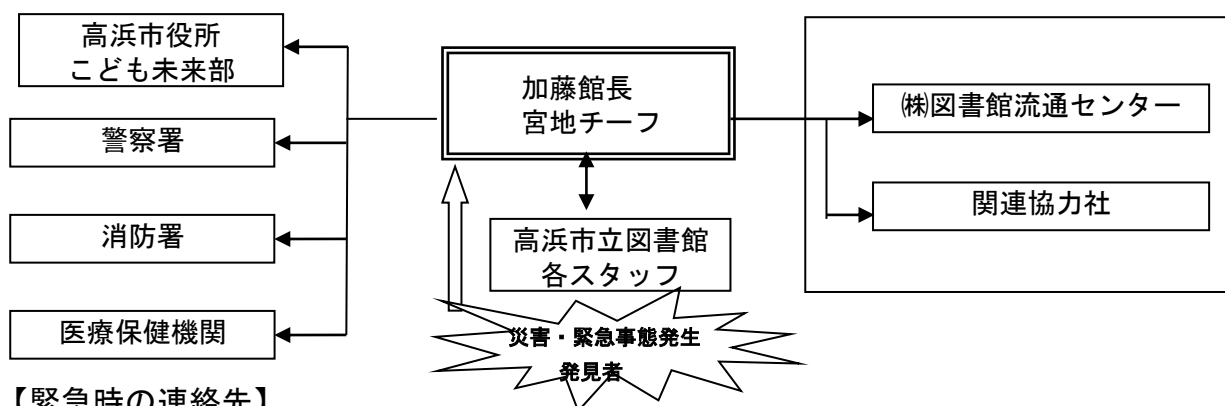 高浜市役所
こども未来部
警察署
消防署
医療保健機関
加藤館長
宮地チーフ
高浜市立図書館
各スタッフ
災害・緊急事態発生
発見者
㈱図書館流通センター
関連協力社
【緊急時の連絡先】